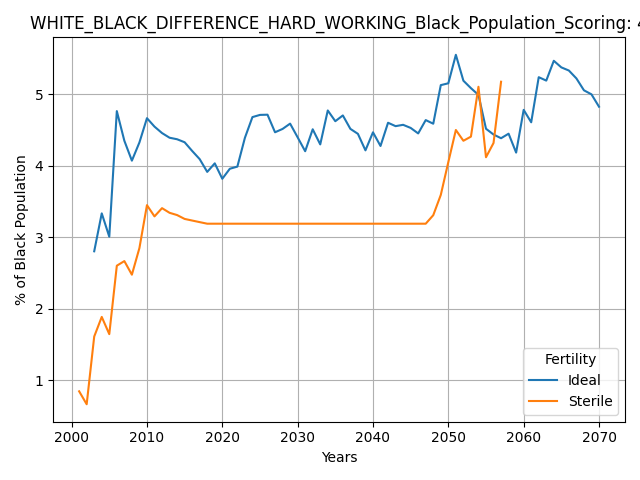 WHITE_BLACK_DIFFERENCE_HARD_WORKING_Black_Population_Scoring:
% of Black Population
5
4
3
2
1
2000 2010 2020 2030 2040 2050 2060 2070
Years
Fertility
Ideal
Sterile